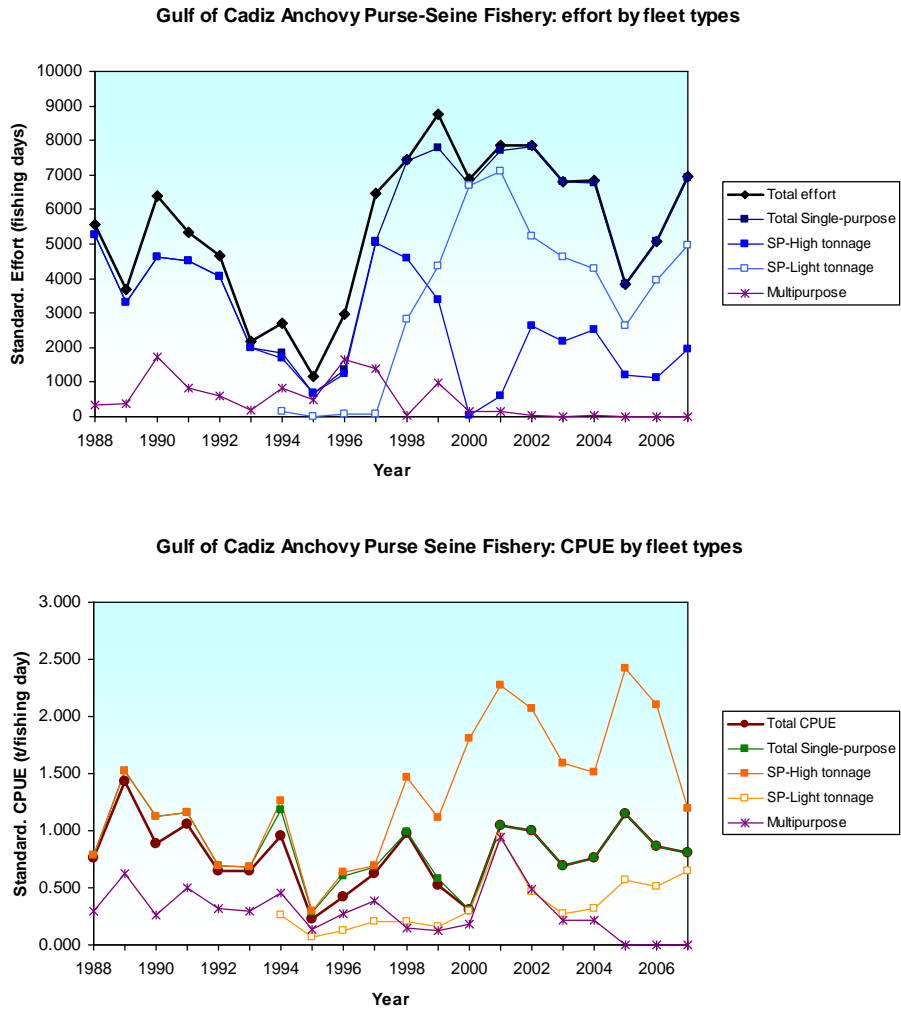 Gulf of Cadiz Anchovy Purse-Seine Fishery: effort by fleet types
Standard. Effort (fishing days)
10000
9000
8000
7000
6000
5000
4000
3000
2000
1000
0
1988 1990 1992 1994 1996 1998 2000 2002 2004 2006
Year
Total effort
Total Single-purpose
SP-High tonnage
SP-Light tonnage
Multipurpose
Gulf of Cadiz Anchovy Purse Seine Fishery: CPUE by fleet types
Standard. CPUE (t/fishing day)
3.000
2.500
2.000
1.500
1.000
0.500
0.000
1988 1990 1992 1994 1996 1998 2000 2002 2004 2006
Year
Total CPUE
Total Single-purpose
SP-High tonnage
SP-Light tonnage
Multipurpose